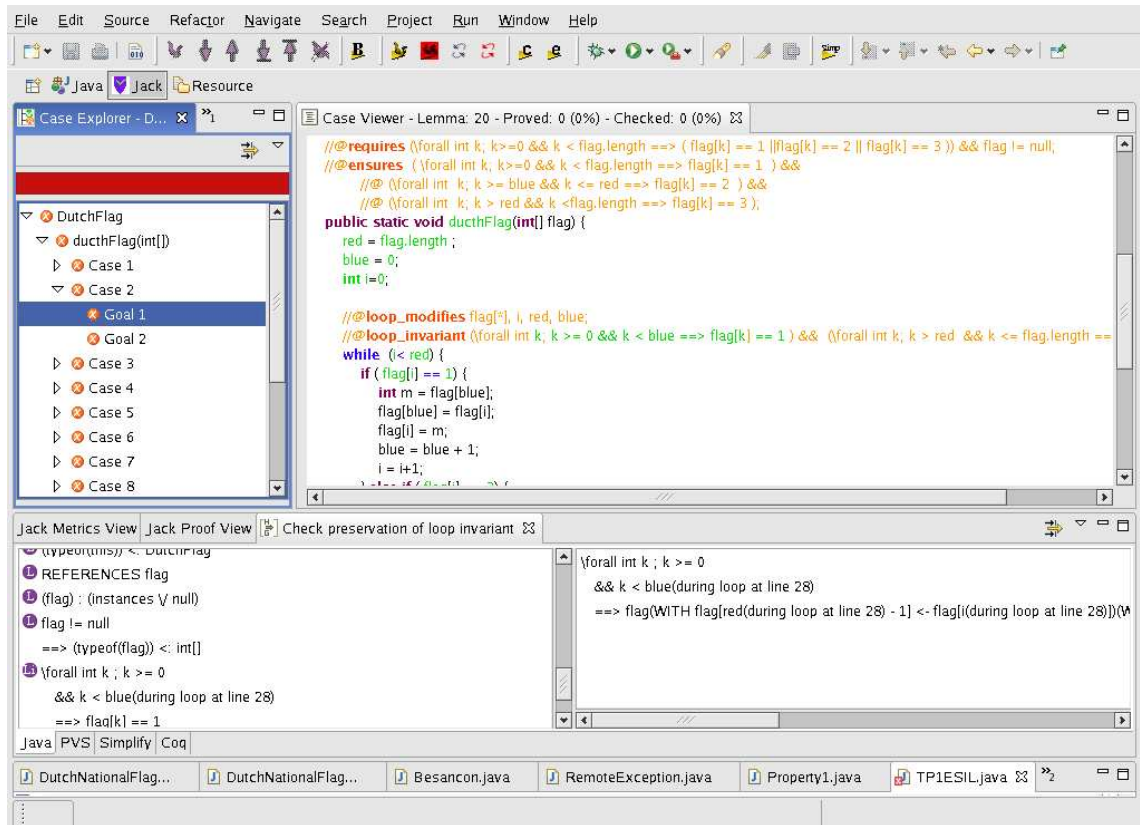 File Edit Source Refactor Navigate Search Project Run Window Help
010 B c e Simp
Java Jack Resource
Case Explorer - D... »1
Case Viewer - Lemma: 20 - Proved: 0 (0%) - Checked: 0 (0%)
DutchFlag
ducthFlag(int[])
Case 1
Case 2
Goal 1
Goal 2
Case 3
Case 4
Case 5
Case 6
Case 7
Case 8
//@requires (\forall int k; k>=0 && k < flag.length ==> ( flag[k] == 1 ||flag[k] == 2 || flag[k] == 3 )) && flag != null;
//@ensures ( \forall int k; k>=0 && k < flag.length ==> flag[k] == 1 ) &&
//@ (\forall int k; k >= blue && k <= red ==> flag[k] == 2 ) &&
//@ (\forall int k; k > red && k <flag.length ==> flag[k] == 3 );
public static void ducthFlag(int[] flag) {
red = flag.length ;
blue = 0;
int i=0;
//@loop_modifies flag[*], i, red, blue;
//@loop_invariant (\forall int k; k >= 0 && k < blue ==> flag[k] == 1 ) && (\forall int k; k > red && k <= flag.length ==
while (i< red) {
if ( flag[i] == 1) {
int m = flag[blue];
flag[blue] = flag[i];
flag[i] = m;
blue = blue + 1;
i = i+1;
} else if ( flag[i] == 3) {
Jack Metrics View Jack Proof View Check preservation of loop invariant
(typeof(this)) <: DutchFlag
REFERENCES flag
(flag) : (instances \/ null)
flag != null
==> (typeof(flag)) <: int[]
\forall int k ; k >= 0
&& k < blue(during loop at line 28)
==> flag[k] == 1
\forall int k ; k >= 0
&& k < blue(during loop at line 28)
==> flag(WITH flag[red(during loop at line 28) - 1] <- flag[i(during loop at line 28)])(W
Java PVS Simplify Coq
DutchNationalFlag... DutchNationalFlag... Besancon.java RemoteException.java Property1.java TP1ESIL.java »2